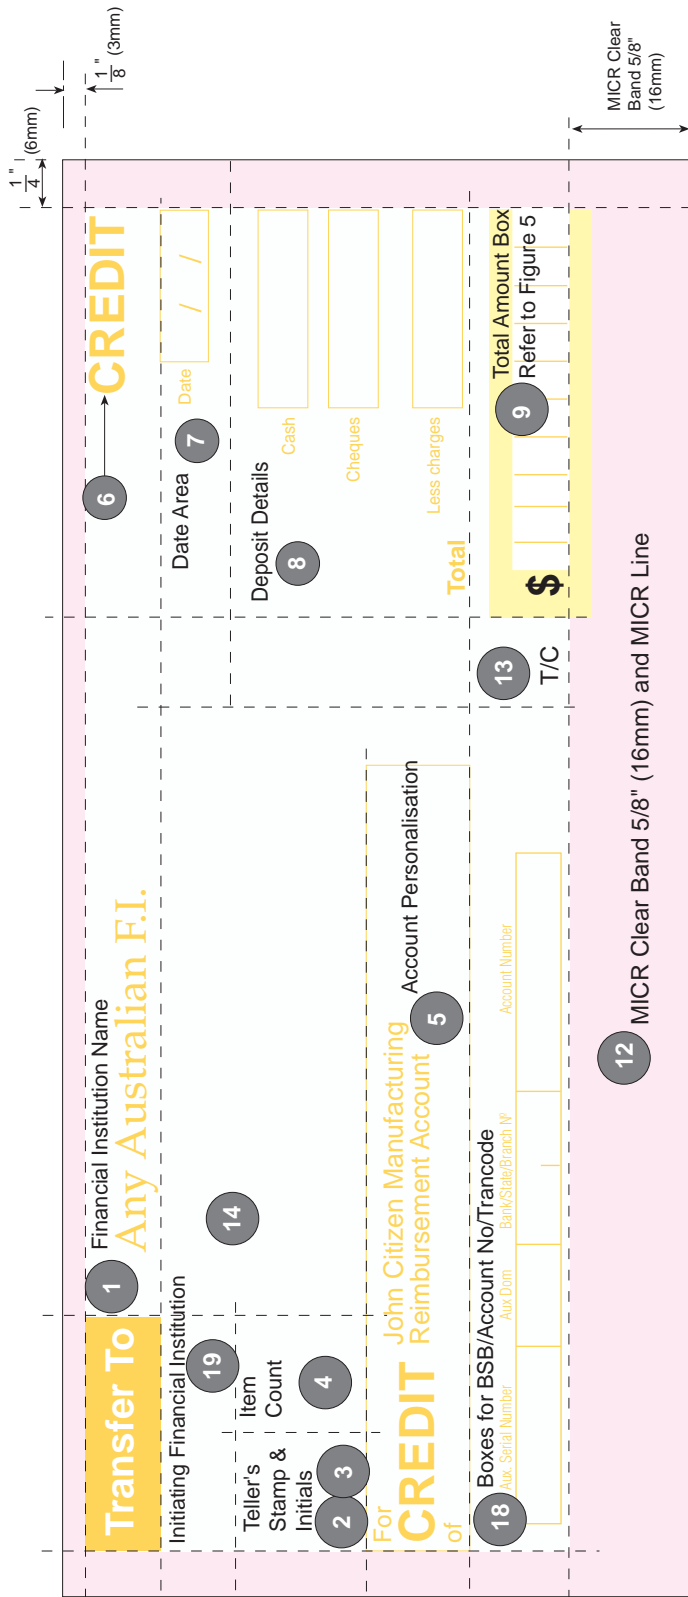 1/4" (6mm)
1/8" (3mm)
Transfer To
1
Financial Institution Name
Any Australian F.I.
6
CREDIT
Initiating Financial Institution
19
14
Date Area
7
Date
/ /
Teller's
Stamp &
Initials
2
3
Item
Count
4
Deposit Details
8
Cash
Cheques
Less charges
Total
For
CREDIT
of
John Citizen Manufacturing
Reimbursement Account
5
Account Personalisation
18
Boxes for BSB/Account No/Trancode
Aux. Serial Number
Aux Dom
Bank/State/Branch Nº
Account Number
13
T/C
$
9
Total Amount Box
Refer to Figure 5
12
MICR Clear Band 5/8" (16mm) and MICR Line
MICR Clear
Band 5/8"
(16mm)